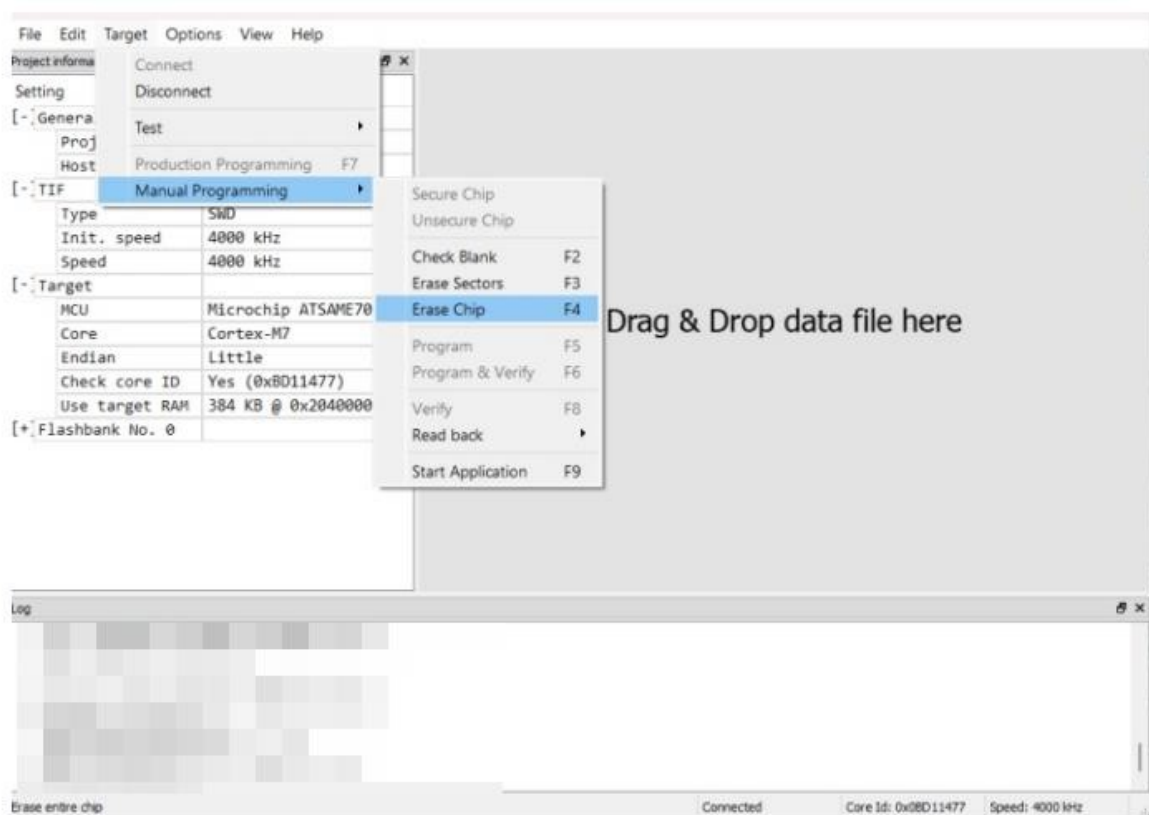 File Edit Target Options View Help
Project informa
Setting
[-] Genera
Proj
Host
[-] TIF
Type SWD
Init. speed 4000 kHz
Speed 4000 kHz
[-] Target
MCU Microchip ATSAME70
Core Cortex-M7
Endian Little
Check core ID Yes (0xBD11477)
Use target RAM 384 KB @ 0x2040000
[+] Flashbank No. 0
Connect
Disconnect
Test
Production Programming F7
Manual Programming
Secure Chip
Unsecure Chip
Check Blank F2
Erase Sectors F3
Erase Chip F4
Program F5
Program & Verify F6
Verify F8
Read back
Start Application F9
Drag & Drop data file here
Log
Erase entire chip
Connected
Core Id: 0x0BD11477
Speed: 4000 kHz